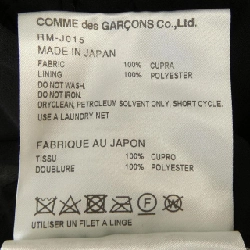 COMME des GARÇONS Co.,Ltd.
HM-J015
MADE IN JAPAN
FABRIC 100% CUPRA
LINING 100% POLYESTER
DO NOT WASH.
DO NOT IRON.
DRYCLEAN, PETROLEUM SOLVENT ONLY, SHORT CYCLE.
USE A LAUNDRY NET
FABRIQUE AU JAPON
TISSU 100% CUPRO
DOUBLURE 100% POLYESTER
UTILISER UN FILET A LINGE